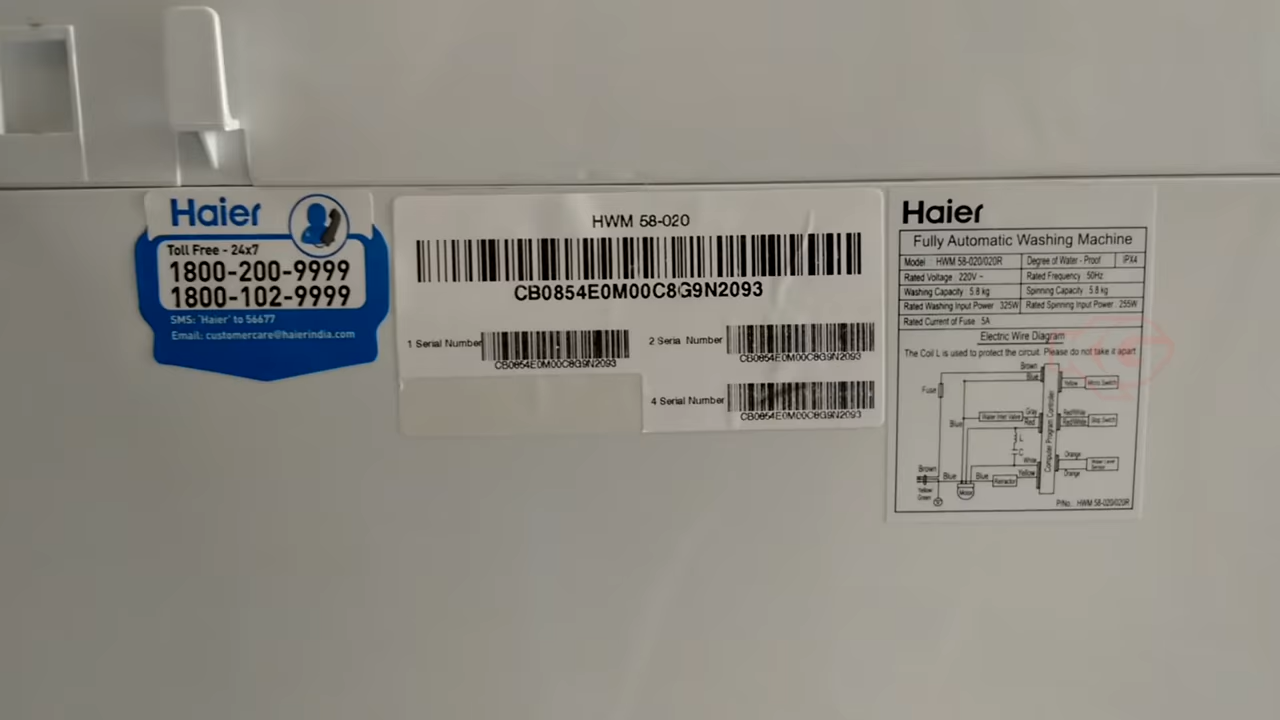 Haier
Toll Free - 24x7
1800-200-9999
1800-102-9999
SMS: 'Haier' to 56677
Email: customercare@haierindia.com
HWM 58-020
CB0854E0M00C8G9N2093
1 Serial Number
CB0854E0M00C8G9N2093
2 Seria Number
CB0854E0M00C8G9N2093
4 Serial Number
CB0854E0M00C8G9N2093
Haier
Fully Automatic Washing Machine
Model : HWM 58-020/020R
Degree of Water - Proof
IPX4
Rated Voltage : 220V ~
Rated Frequency : 50Hz
Washing Capacity : 5.8 kg
Spinning Capacity : 5.8 kg
Rated Washing Input Power : 325W
Rated Spinning Input Power : 255W
Rated Current of Fuse : 5A
Electric Wire Diagram
The Coil L is used to protect the circuit. Please do not take it apart
Brown
Blue
Fuse
Yellow
Micro Switch
Water Inlet Valve
Gray
Red
Blue
Red/White
Red/White
Stop Switch
Computer Program Controller
L
C
White
Orange
Water Level Sensor
Orange
Brown
Blue
Blue
Yellow
Retractor
Yellow
Green
Motor
P/No.: HWM 58-020/020R